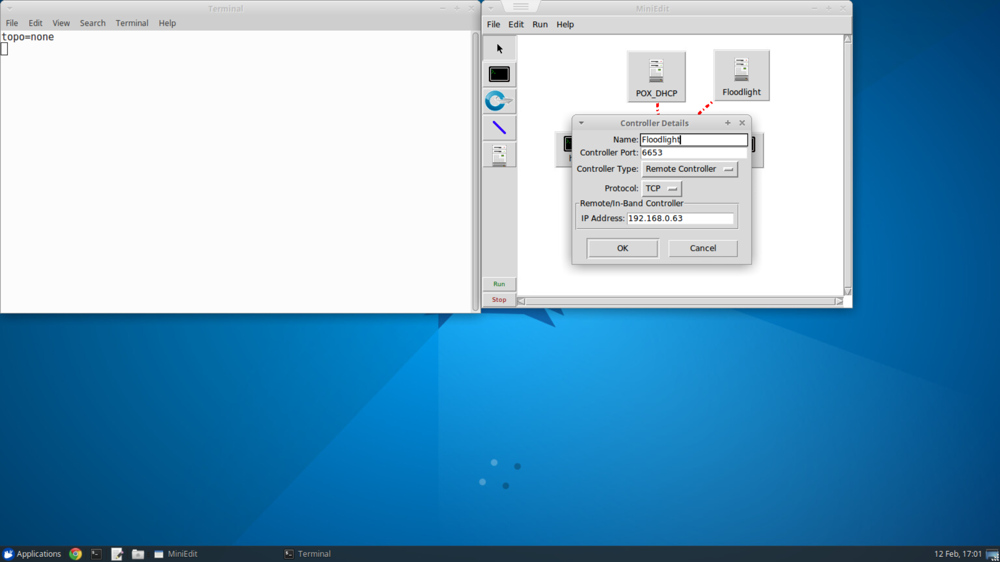 Terminal
File Edit View Search Terminal Help
topo=none
MiniEdit
File Edit Run Help
POX_DHCP
Floodlight
Controller Details
Name: Floodlight
Controller Port: 6653
Controller Type: Remote Controller
Protocol: TCP
Remote/In-Band Controller
IP Address: 192.168.0.63
OK Cancel
Run
Stop
Applications MiniEdit Terminal 12 Feb, 17:01